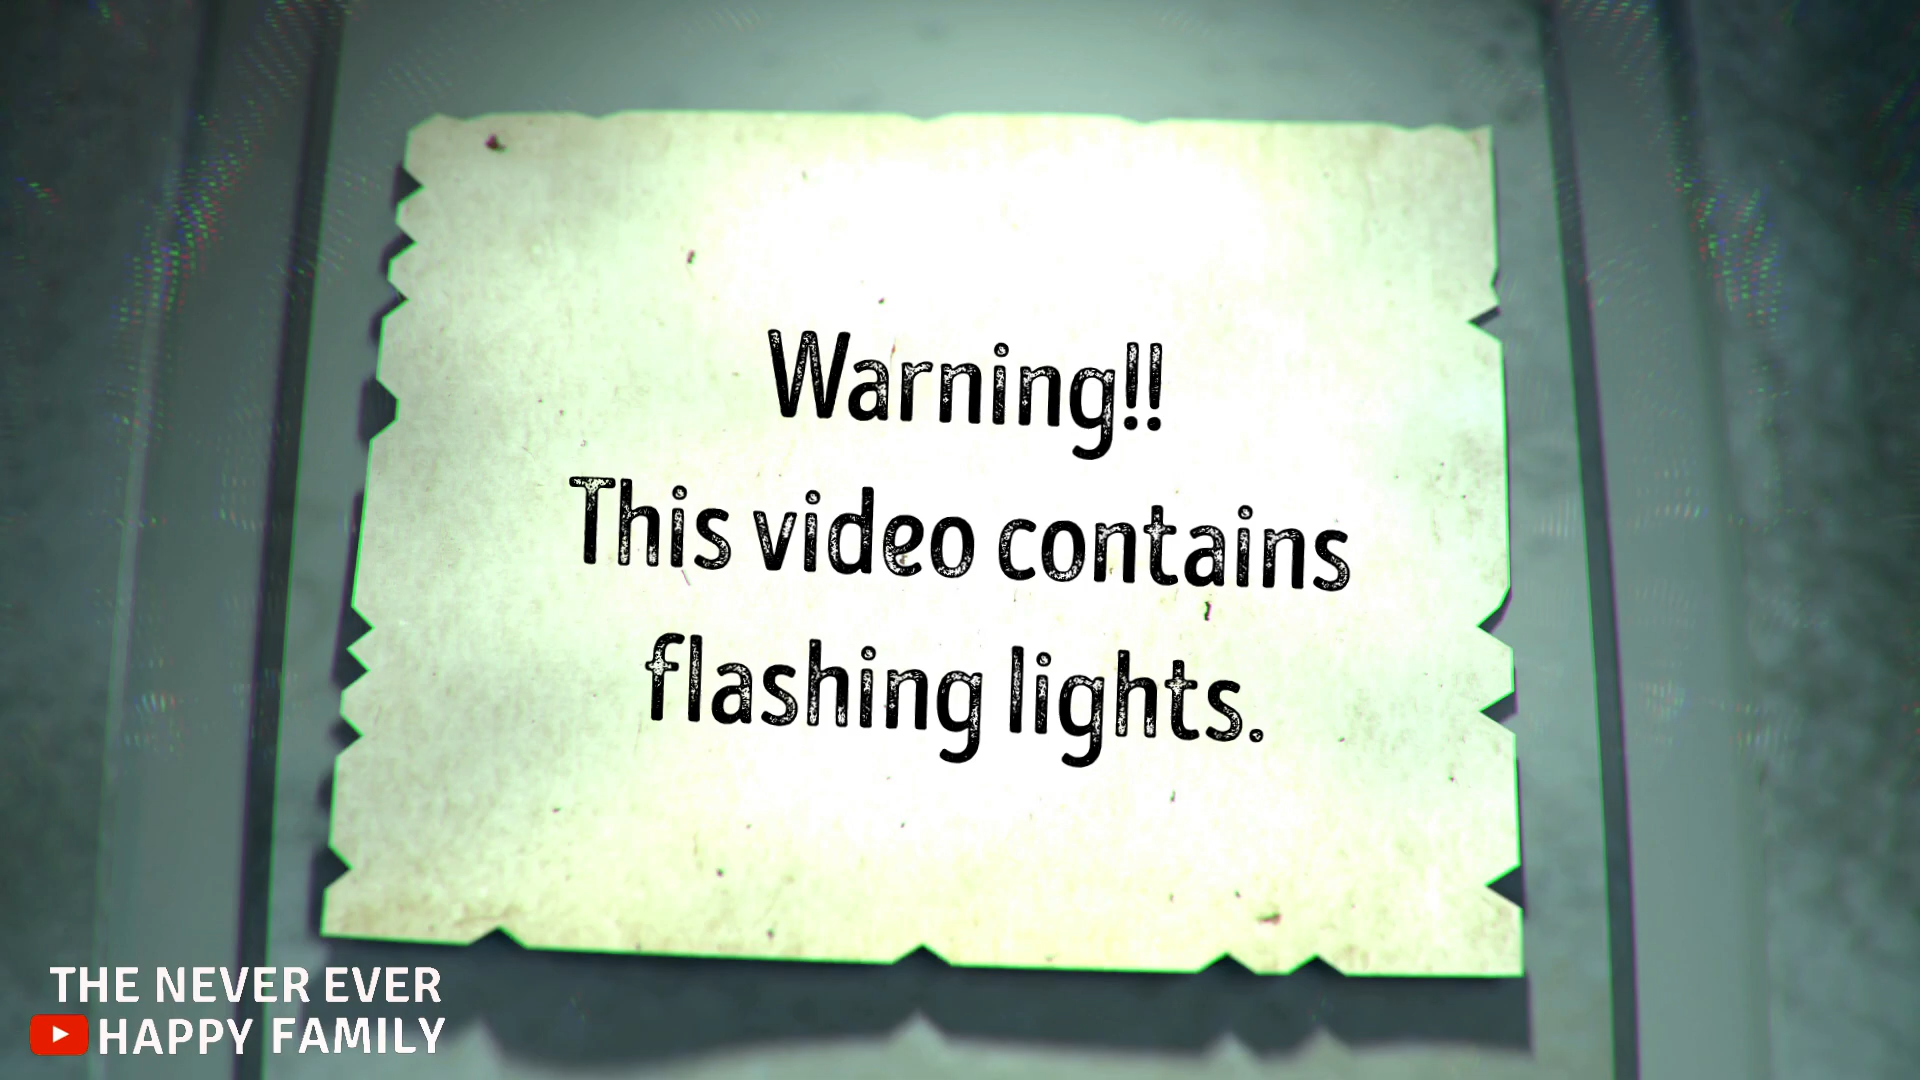 Warning!!
This video contains
flashing lights.
THE NEVER EVER
HAPPY FAMILY